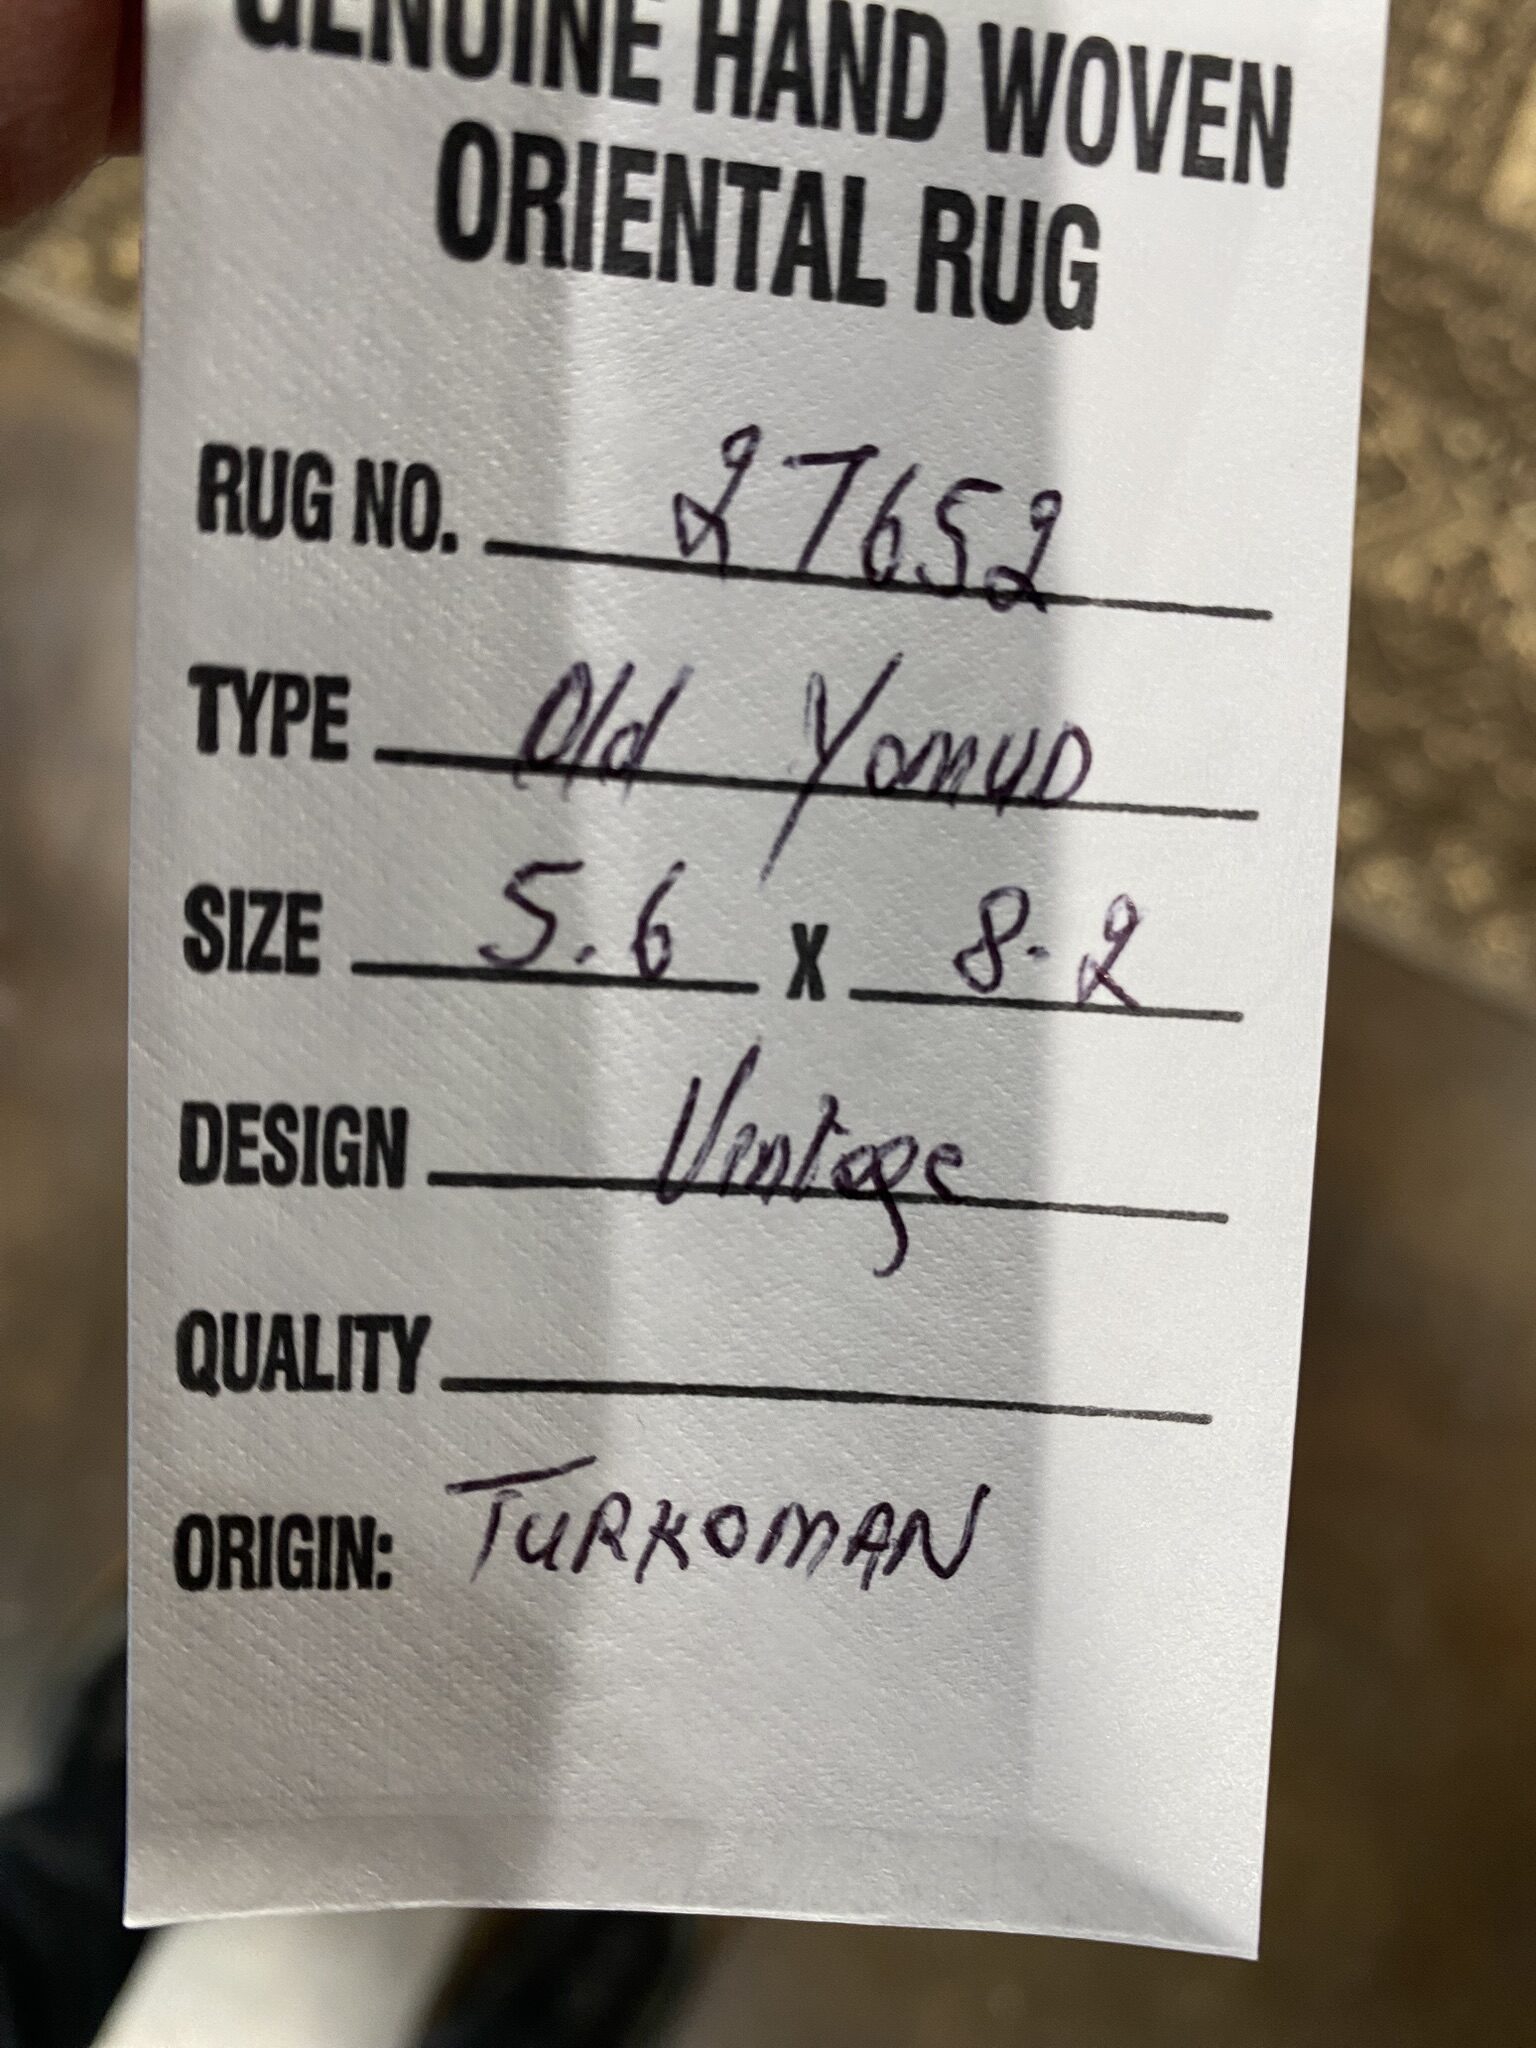 GENUINE HAND WOVEN
ORIENTAL RUG
RUG NO. 27652
TYPE Old Yomud
SIZE 5.6 X 8.2
DESIGN Vintage
QUALITY
ORIGIN: TURKOMAN